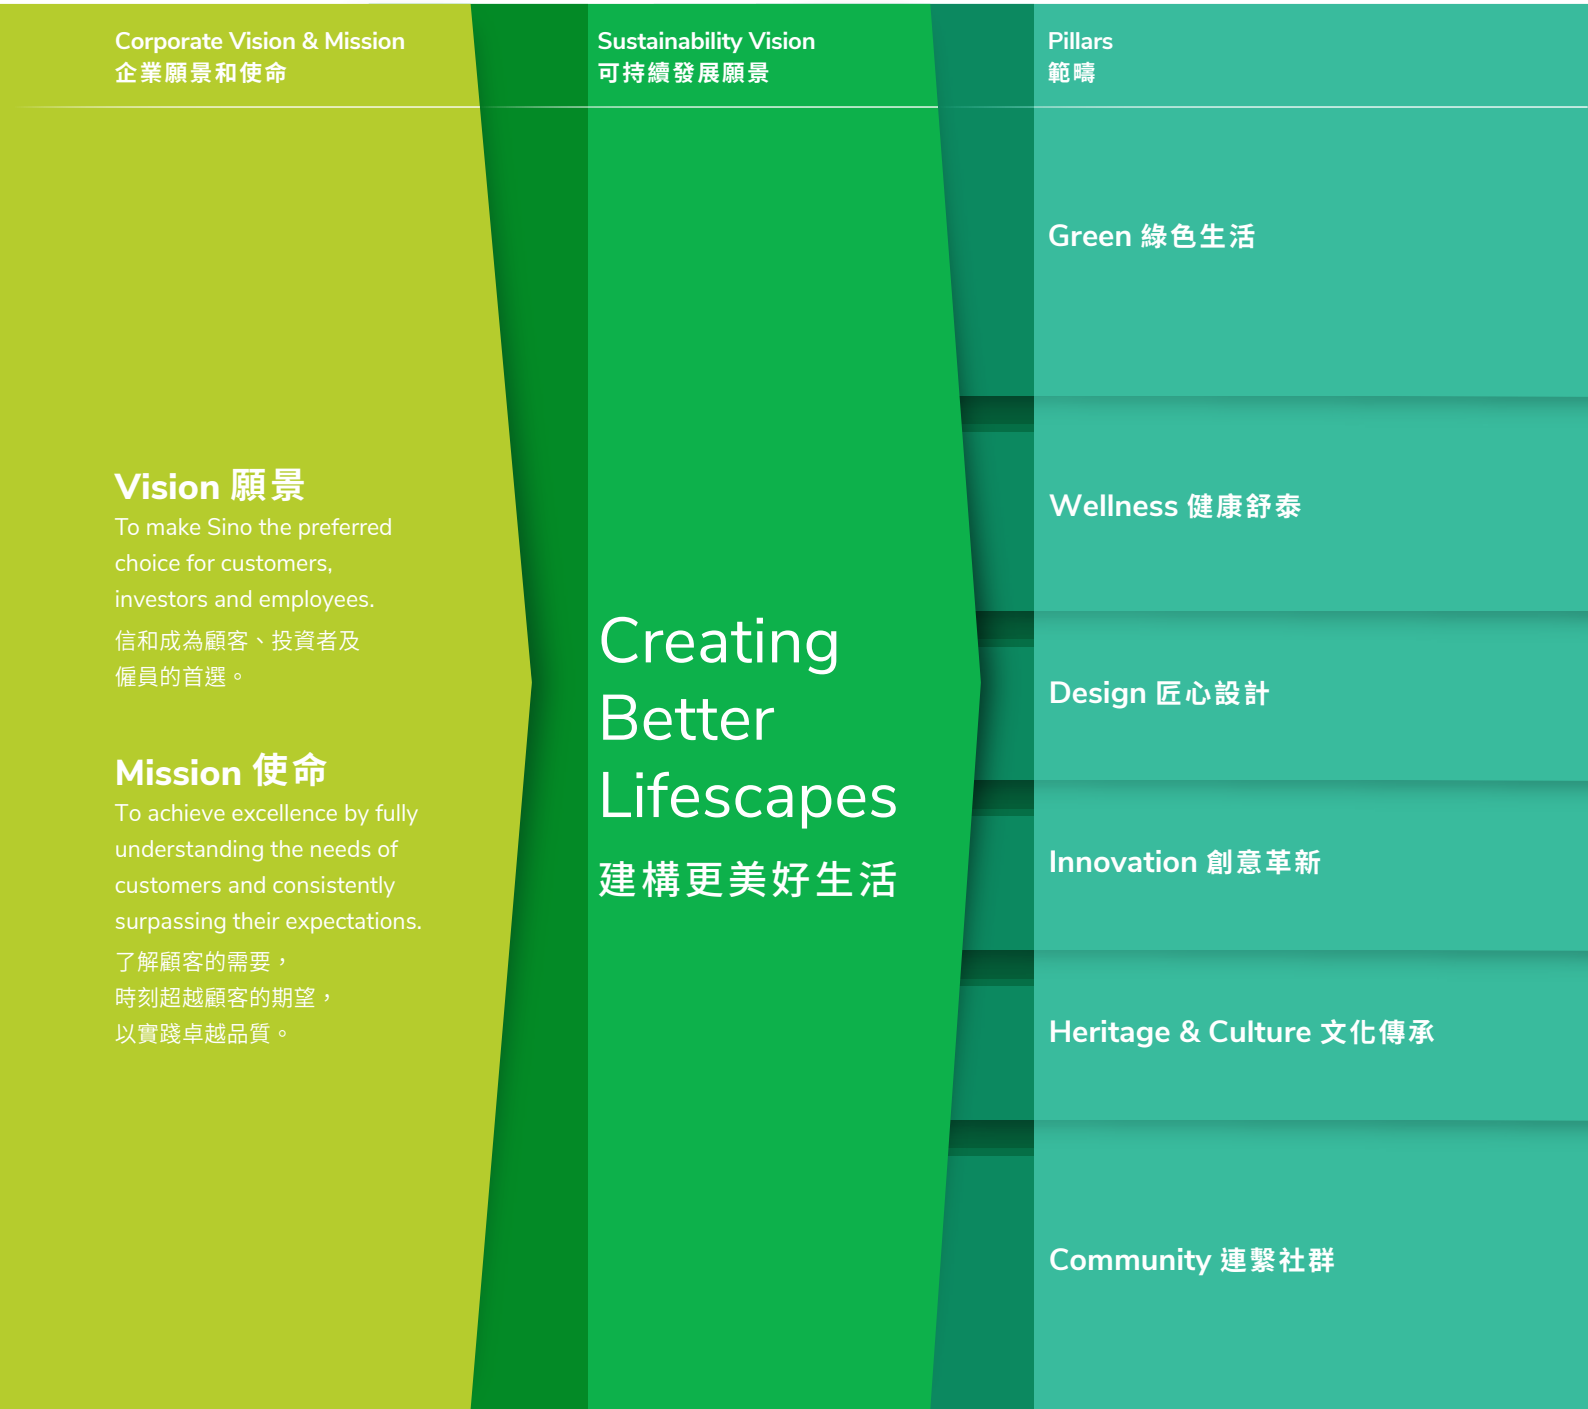 Corporate Vision & Mission
企業願景和使命
Sustainability Vision
可持續發展願景
Pillars
範疇
Vision 願景
To make Sino the preferred
choice for customers,
investors and employees.
信和成為顧客、投資者及
僱員的首選。
Mission 使命
To achieve excellence by fully
understanding the needs of
customers and consistently
surpassing their expectations.
了解顧客的需要，
時刻超越顧客的期望，
以實踐卓越品質。
Creating
Better
Lifescapes
建構更美好生活
Green 綠色生活
Wellness 健康舒泰
Design 匠心設計
Innovation 創意革新
Heritage & Culture 文化傳承
Community 連繫社群